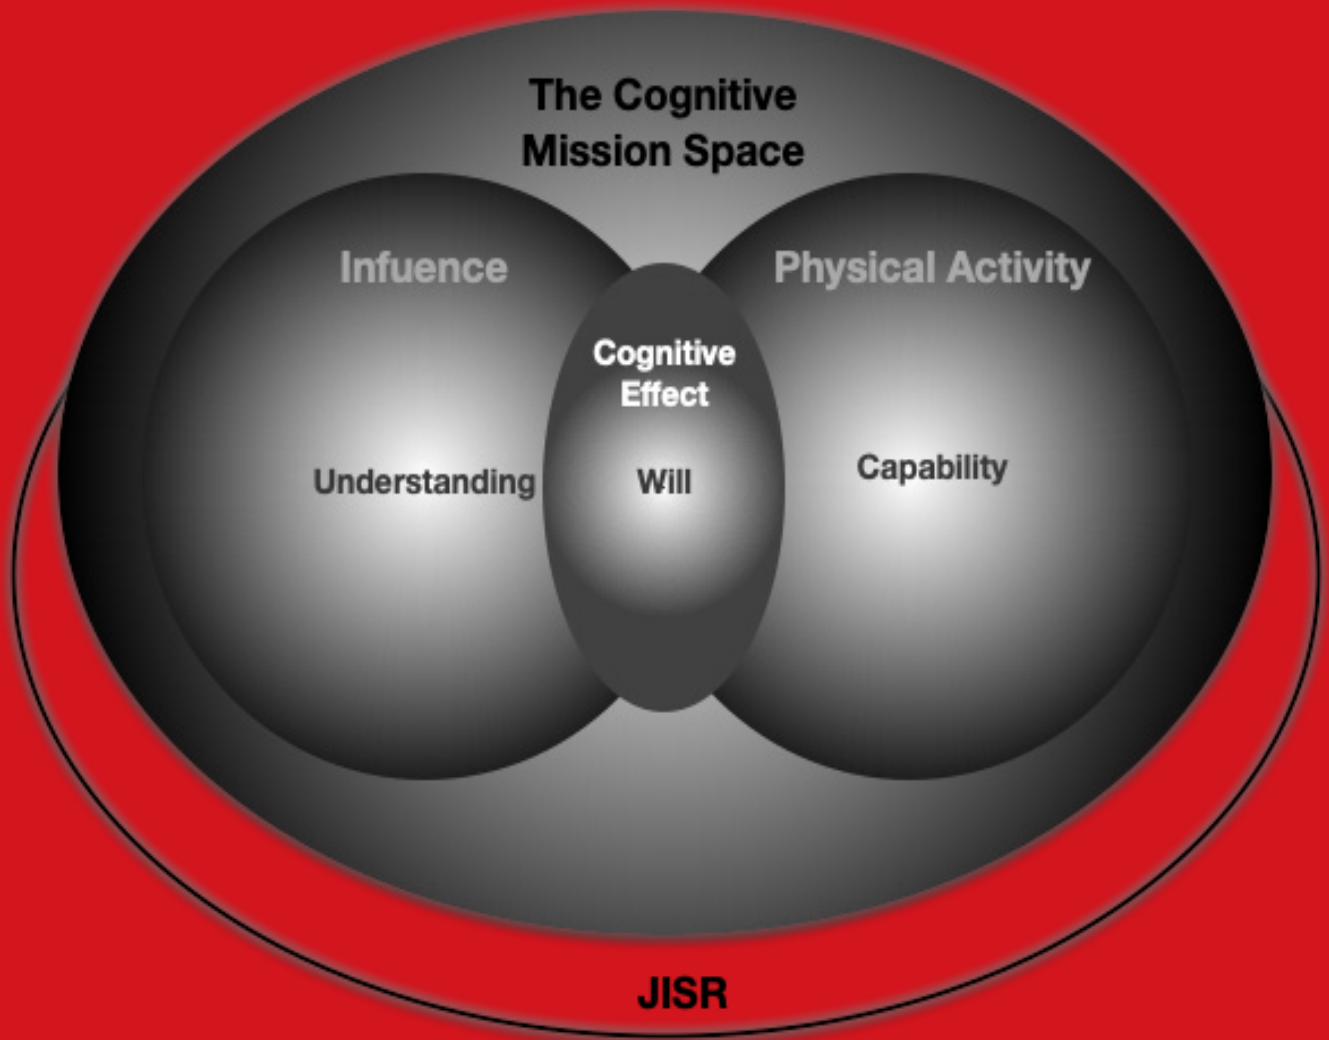 The Cognitive
Mission Space
Infuence
Physical Activity
Cognitive
Effect
Understanding
Will
Capability
JISR